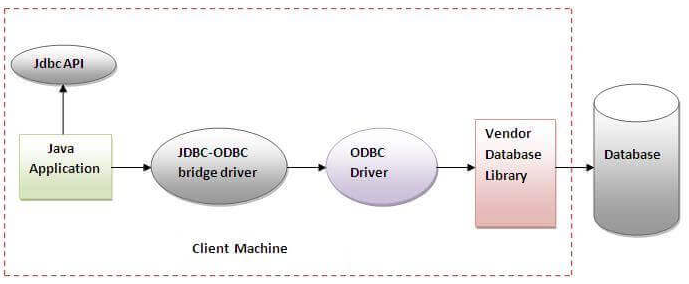 Jdbc API
Java
Application
JDBC-ODBC
bridge driver
ODBC
Driver
Vendor
Database
Library
Database
Client Machine